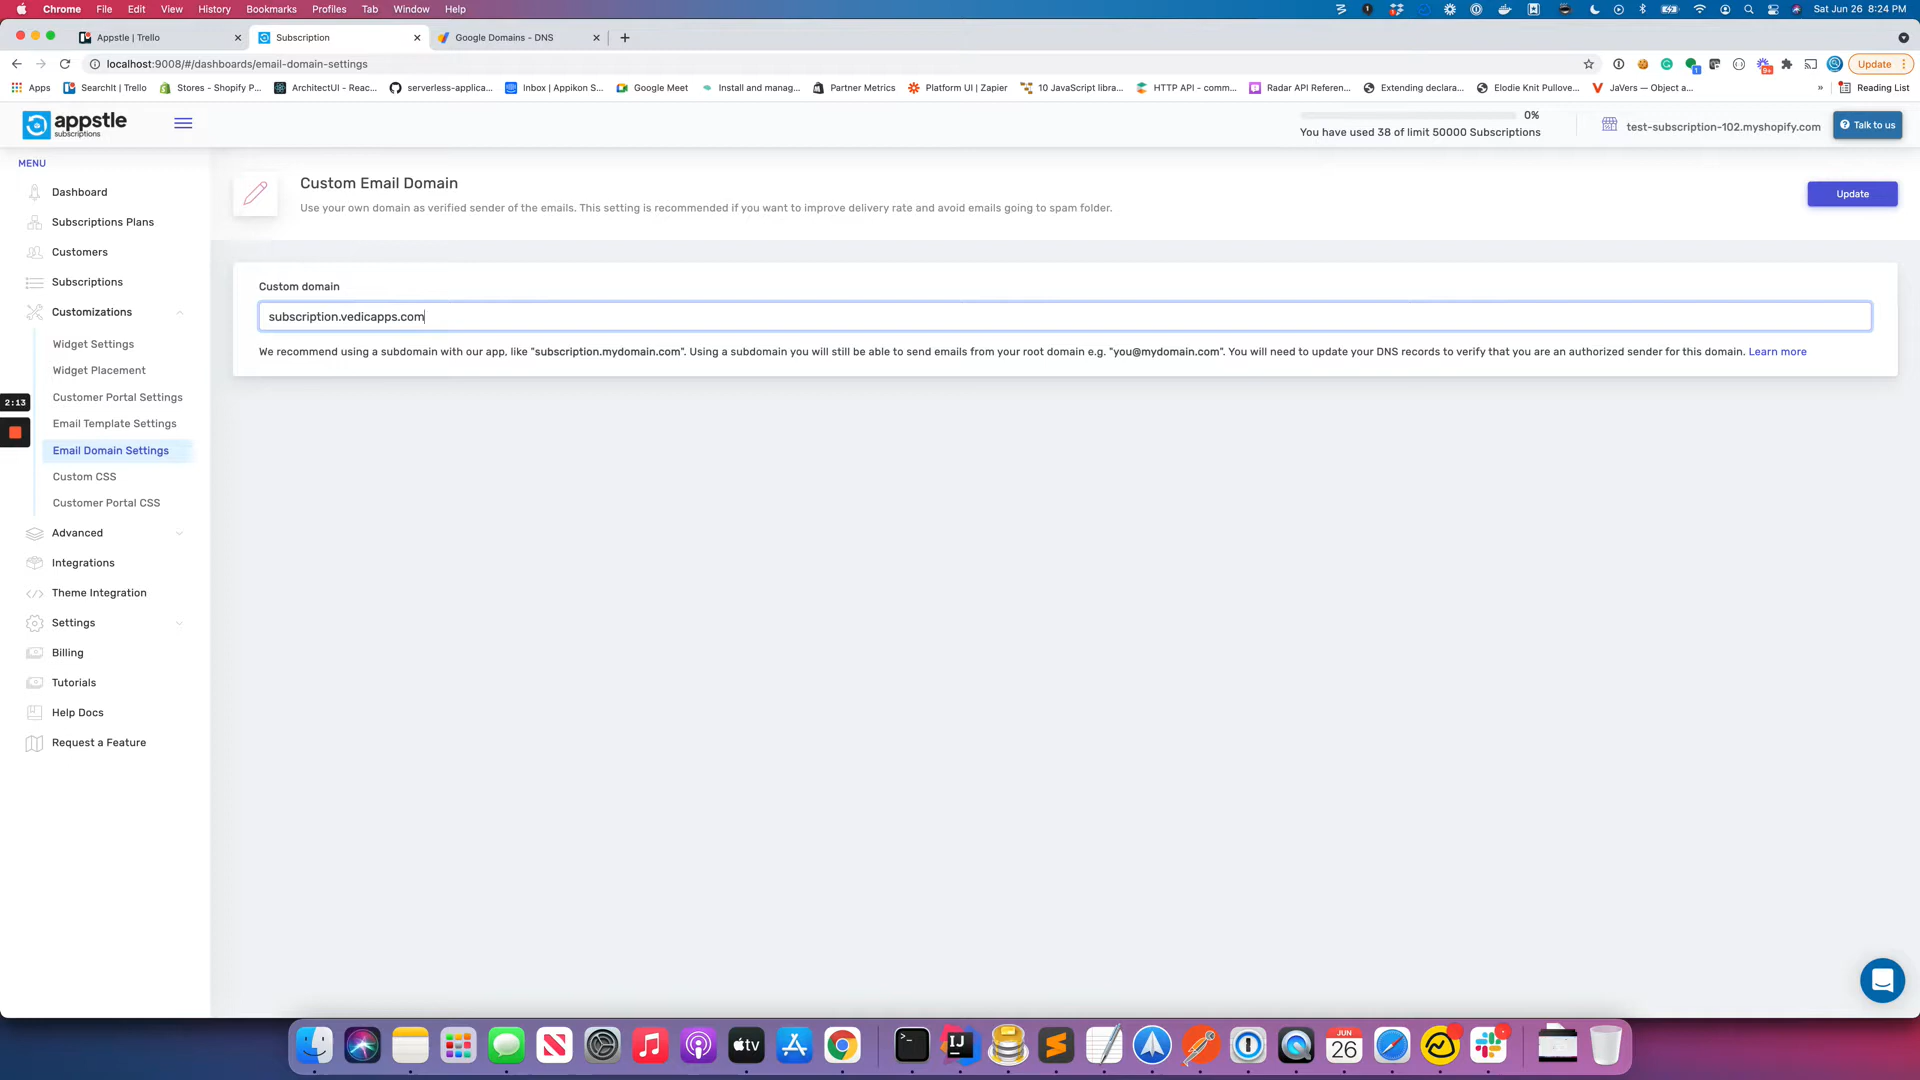 Chrome File Edit View History Bookmarks Profiles Tab Window Help Sat Jun 26 8:24 PM
Appstle | Trello Subscription Google Domains - DNS
localhost:9008/#/dashboards/email-domain-settings Update
Apps SearchIt | Trello Stores - Shopify P... ArchitectUI - Reac... serverless-applica... Inbox | Appikon S... Google Meet Install and manag... Partner Metrics Platform UI | Zapier 10 JavaScript libra... HTTP API - comm... Radar API Referen... Extending declara... Elodie Knit Pullove... JaVers — Object a... » Reading List
appstle
subscriptions
0%
You have used 38 of limit 50000 Subscriptions
test-subscription-102.myshopify.com
Talk to us
MENU
Dashboard
Subscriptions Plans
Customers
Subscriptions
Customizations
Widget Settings
Widget Placement
Customer Portal Settings
Email Template Settings
Email Domain Settings
Custom CSS
Customer Portal CSS
Advanced
Integrations
Theme Integration
Settings
Billing
Tutorials
Help Docs
Request a Feature
2:13
Custom Email Domain
Use your own domain as verified sender of the emails. This setting is recommended if you want to improve delivery rate and avoid emails going to spam folder.
Update
Custom domain
subscription.vedicapps.com
We recommend using a subdomain with our app, like "subscription.mydomain.com". Using a subdomain you will still be able to send emails from your root domain e.g. "you@mydomain.com". You will need to update your DNS records to verify that you are an authorized sender for this domain. Learn more
tv
IJ
JUN
26